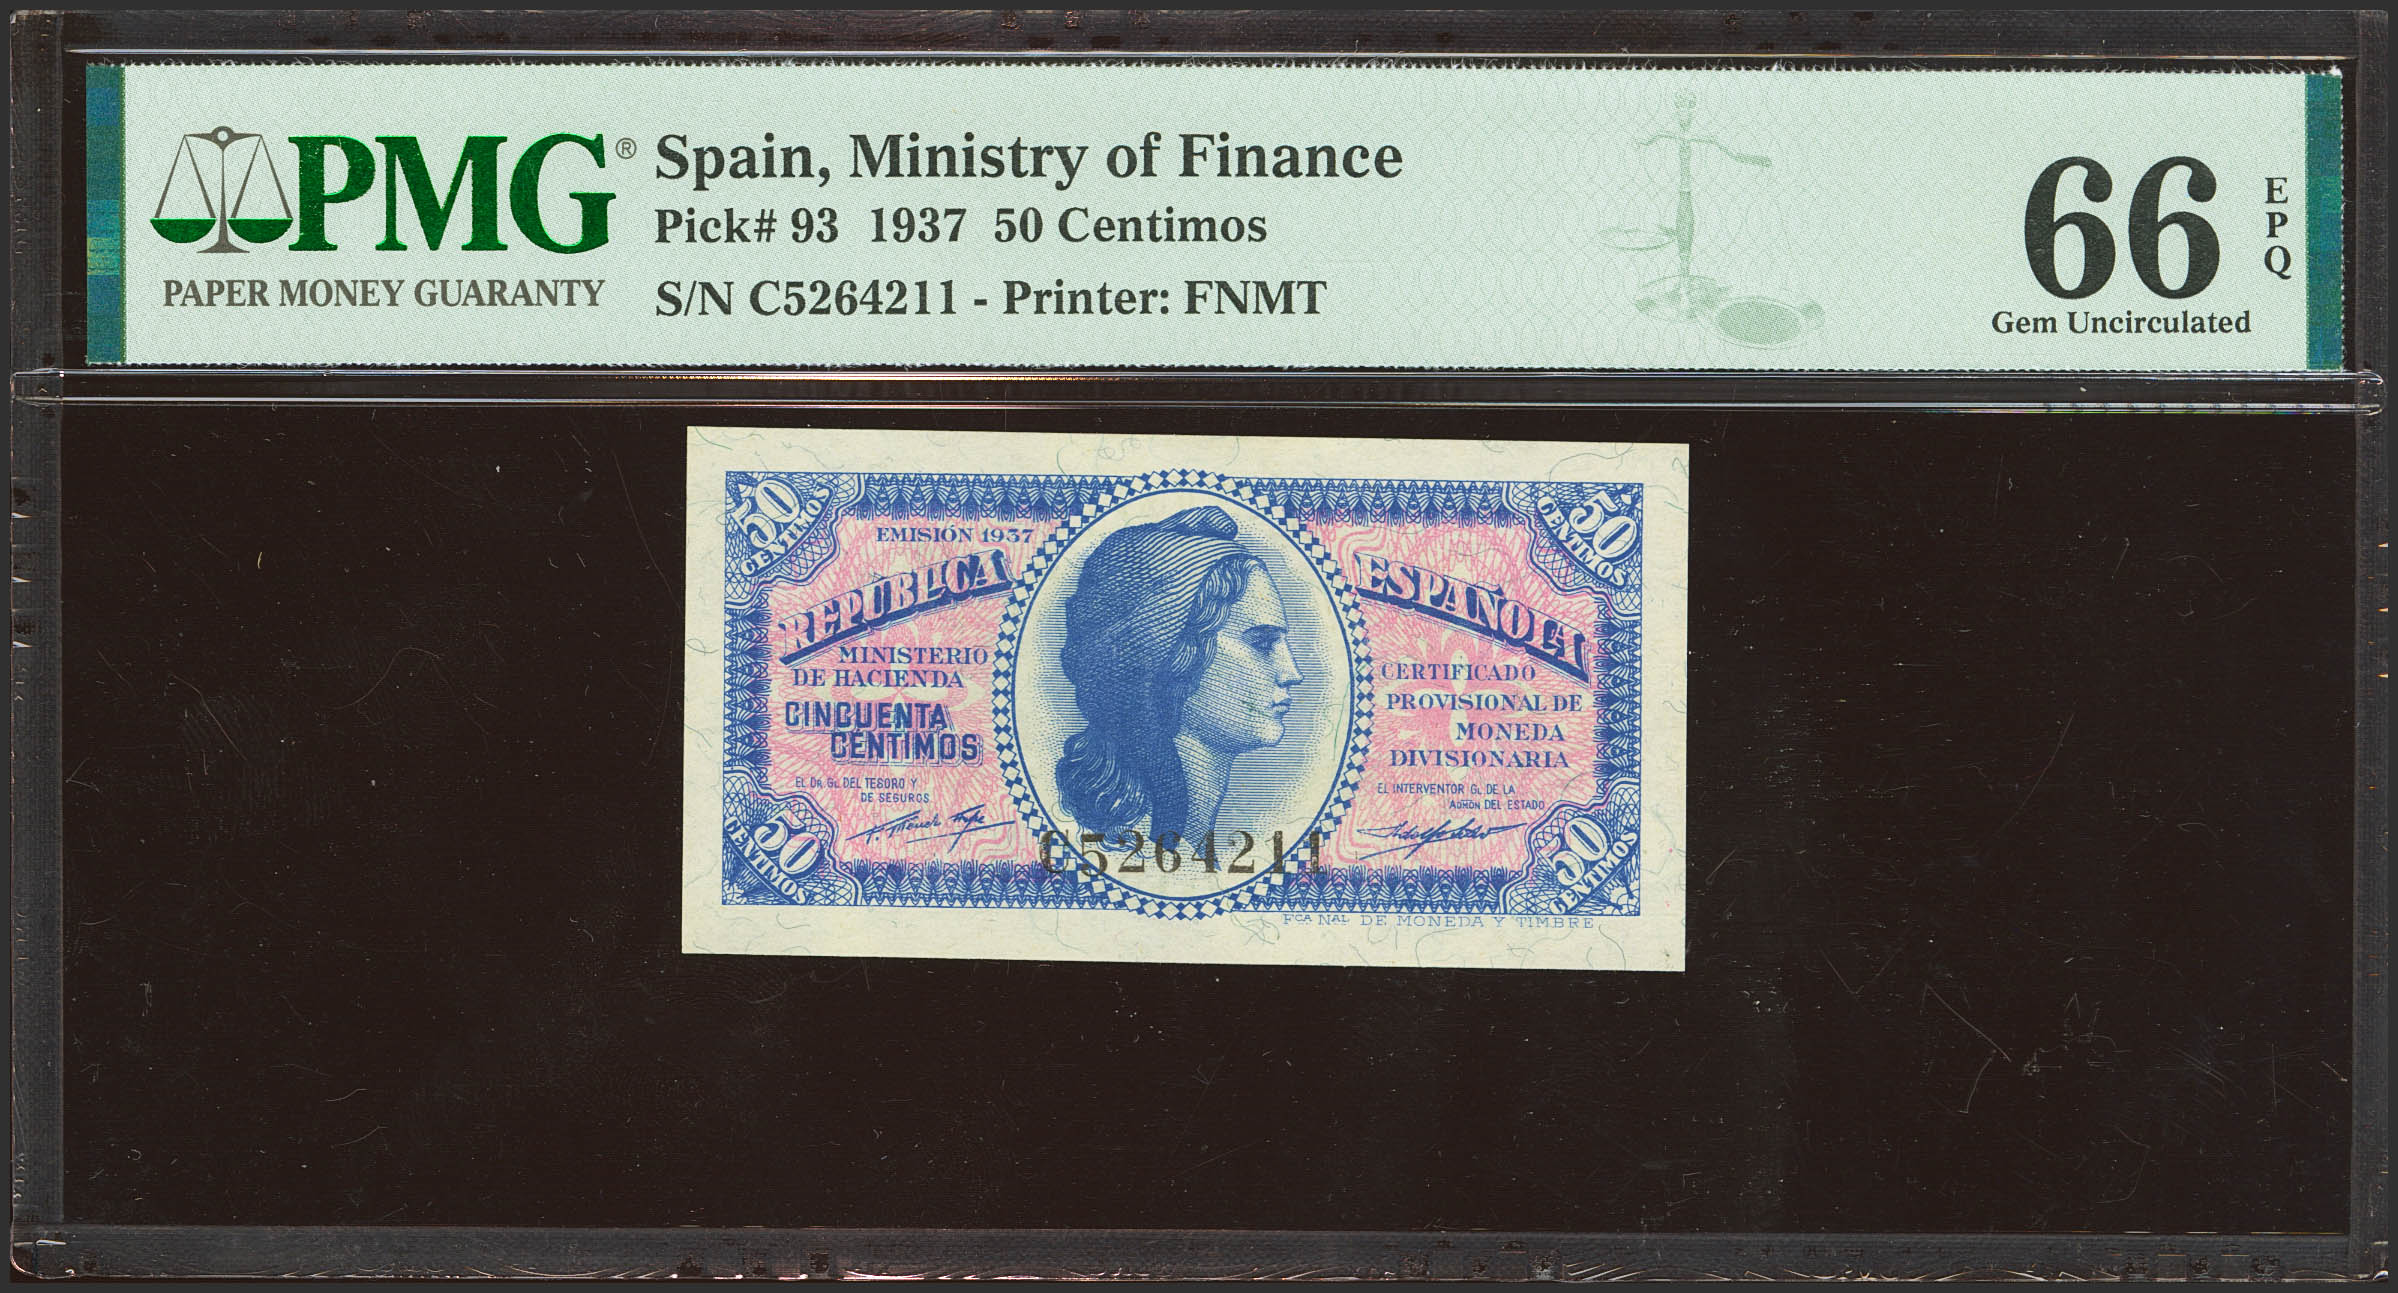 PMG®
PAPER MONEY GUARANTY
Spain, Ministry of Finance
Pick# 93 1937 50 Centimos
S/N C5264211 - Printer: FNMT
66
EPQ
Gem Uncirculated
50 CENTIMOS
50 CENTIMOS
EMISIÓN 1937
REPÚBLICA
ESPAÑOLA
MINISTERIO
DE HACIENDA
CINCUENTA
CENTIMOS
CERTIFICADO
PROVISIONAL DE
MONEDA
DIVISIONARIA
EL DR. GL. DEL TESORO Y
DE SEGUROS
EL INTERVENTOR GL. DE LA
ADMÓN DEL ESTADO
C5264211
50 CENTIMOS
50 CENTIMOS
FCA NAL DE MONEDA Y TIMBRE